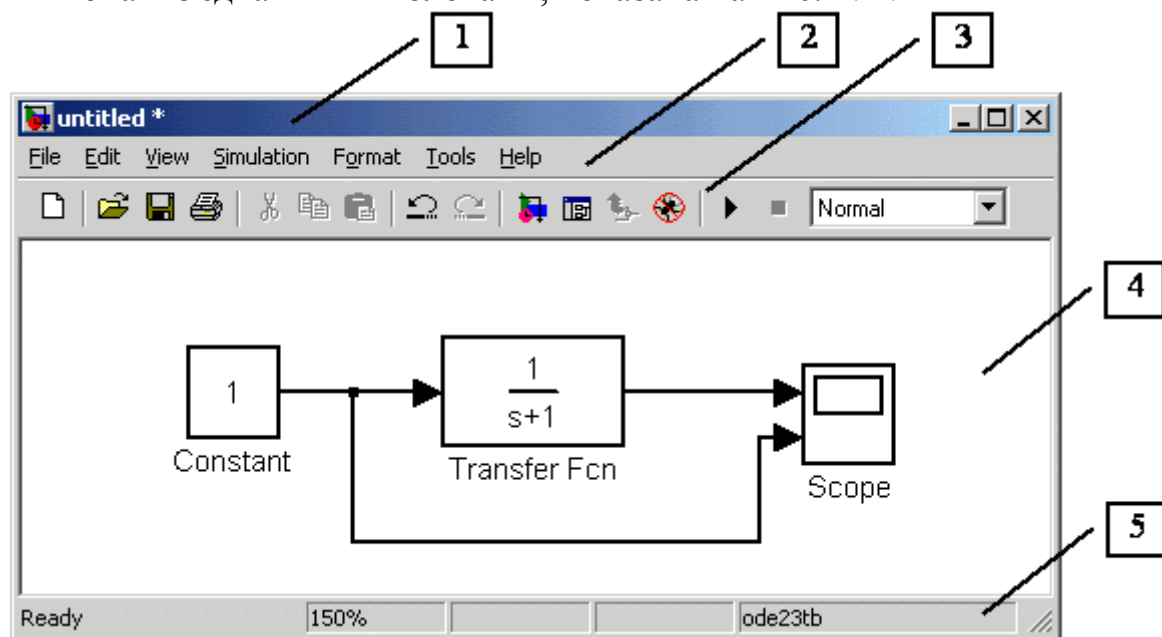 1 2 3
untitled *
File Edit View Simulation Format Tools Help
Normal
4
1
1
s+1
Constant
Transfer Fcn
Scope
5
Ready 150% ode23tb